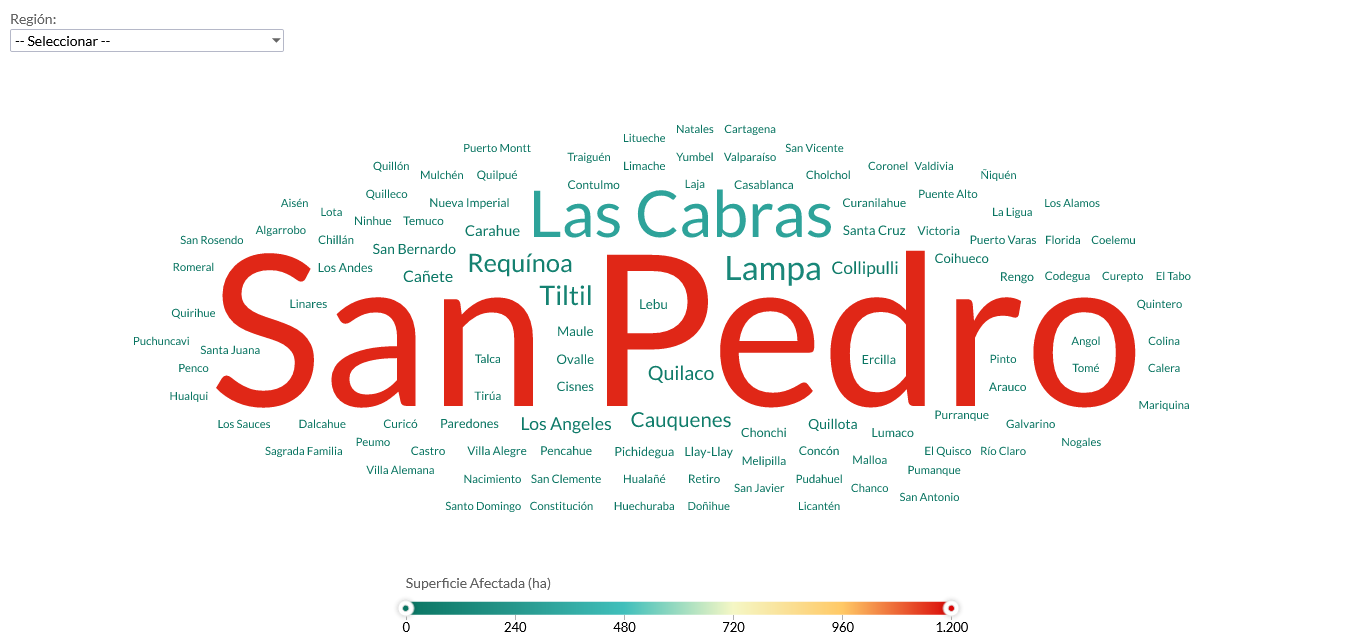 Región:
-- Seleccionar --
Natales Cartagena
Litueche
Puerto Montt San Vicente
Traiguén Yumbel Valparaíso
Quillón Limache Coronel Valdivia
Mulchén Quilpué Cholchol Ñiquén
Contulmo Laja Casablanca
Quilleco Puente Alto
Aisén Nueva Imperial Las Cabras Curanilahue Los Alamos
Lota La Ligua
Ninhue Temuco
Algarrobo Carahue Santa Cruz Victoria
San Rosendo Chillán Puerto Varas Florida Coelemu
San Bernardo
Romeral Los Andes Requínoa Lampa Collipulli Coihueco
Cañete Rengo Codegua Curepto El Tabo
Tiltil
Linares Lebu Quintero
Quirihue
San Pedro
Maule
Puchuncavi Santa Juana Angol Colina
Talca Ovalle Ercilla Pinto
Penco Quilaco Tomé Calera
Cisnes Arauco
Hualqui Tirúa
Mariquina
Los Sauces Dalcahue Curicó Paredones Los Angeles Cauquenes Quillota Purranque Galvarino
Chonchi Lumaco
Peumo Nogales
Sagrada Familia Castro Villa Alegre Pencahue Pichidegua Llay-Llay Concón El Quisco Río Claro
Melipilla Malloa
Villa Alemana Pumanque
Nacimiento San Clemente Hualañé Retiro Pudahuel
San Javier Chanco
San Antonio
Santo Domingo Constitución Huechuraba Doñihue Licantén
Superficie Afectada (ha)
0 240 480 720 960 1.200